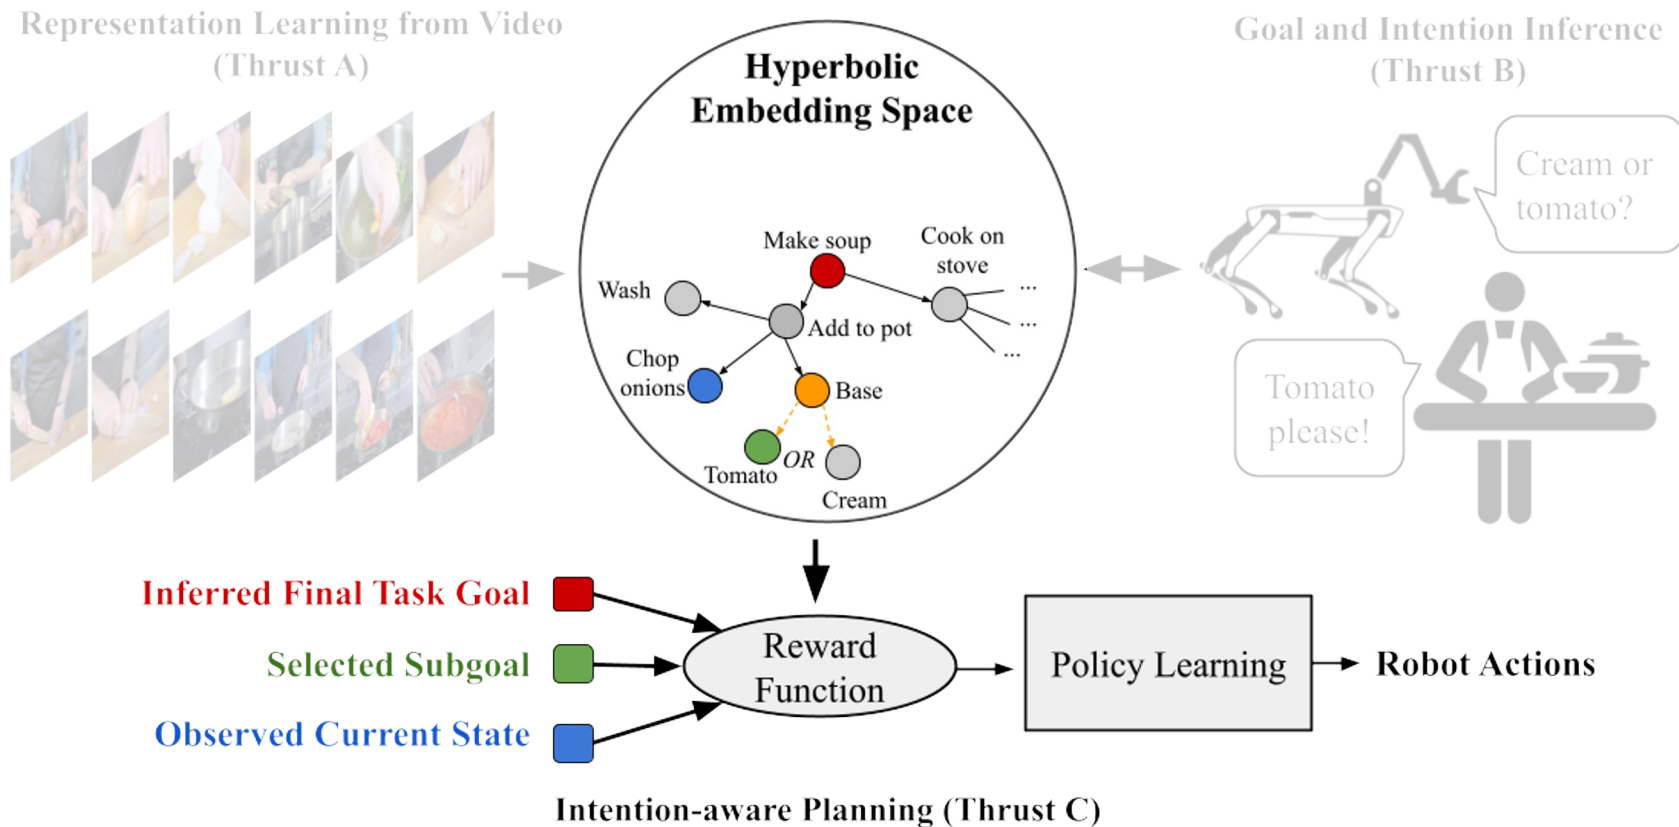 Representation Learning from Video
(Thrust A)
Hyperbolic
Embedding Space
Goal and Intention Inference
(Thrust B)
Cream or
tomato?
Tomato
please!
Make soup
Cook on
stove
Wash
Add to pot
...
...
...
Chop
onions
Base
Tomato
OR
Cream
Inferred Final Task Goal
Selected Subgoal
Observed Current State
Reward
Function
Policy Learning
Robot Actions
Intention-aware Planning (Thrust C)